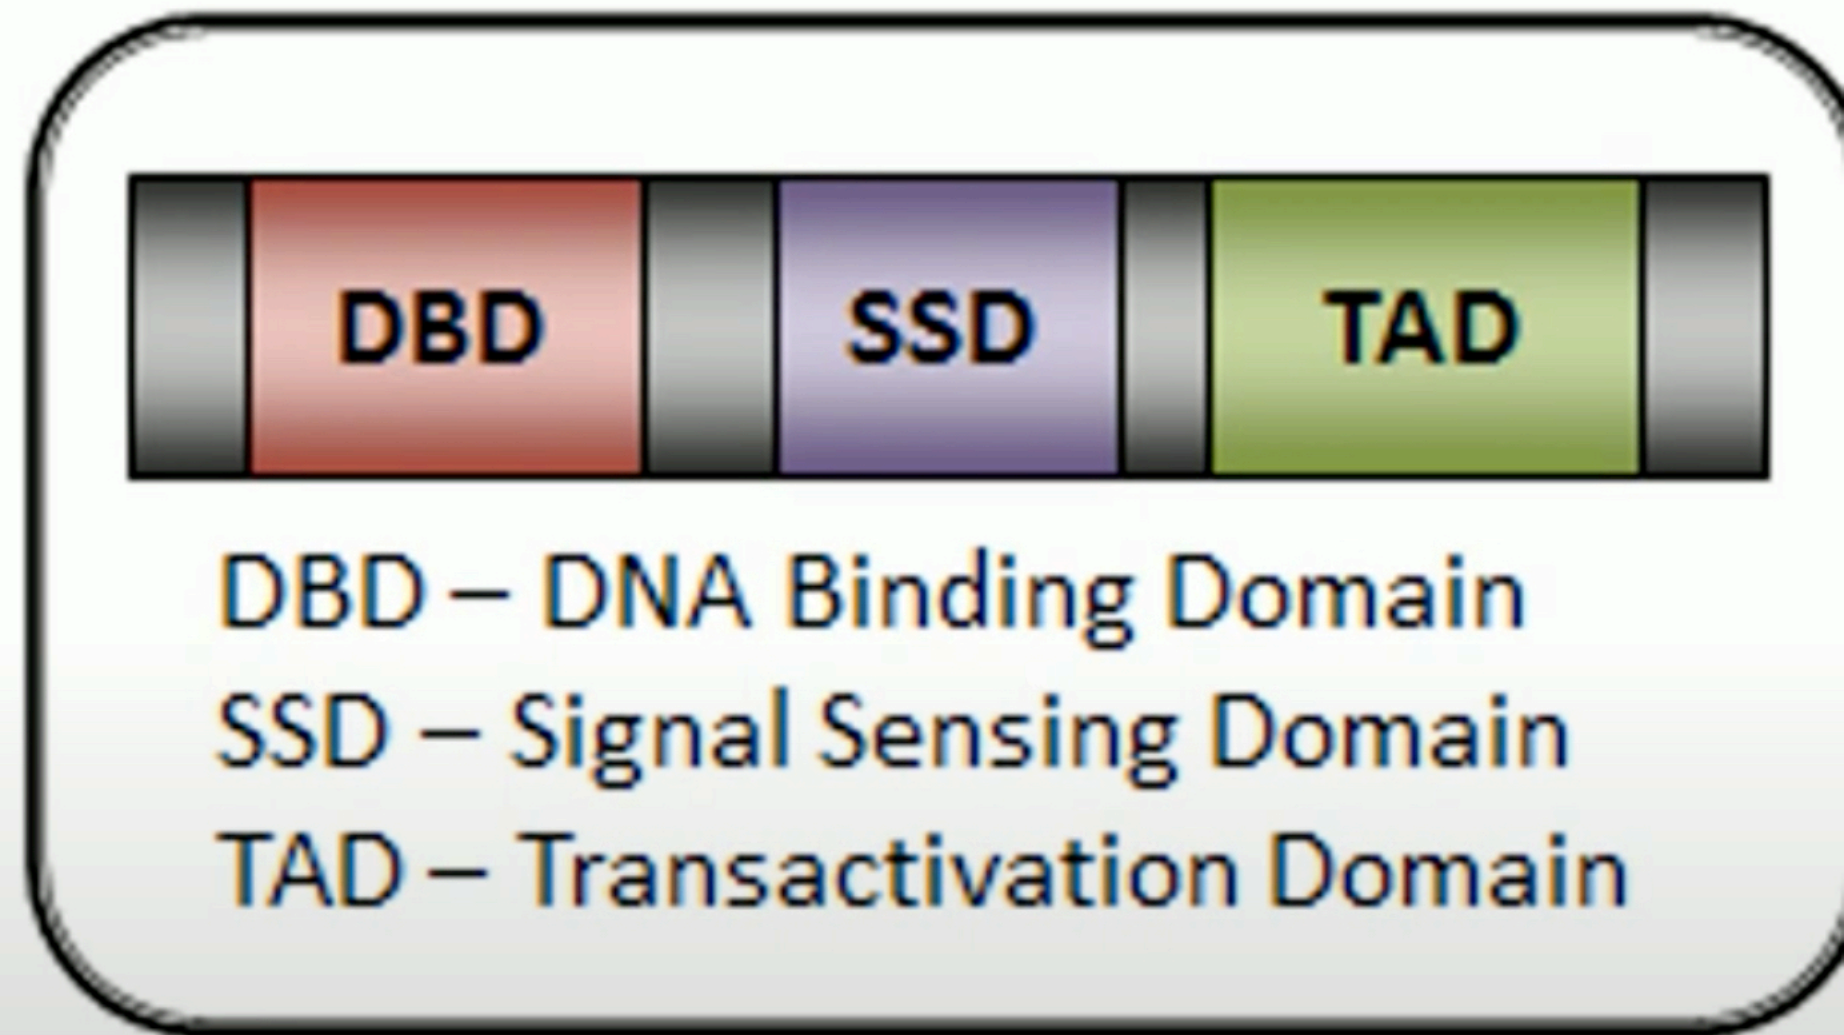 DBD SSD TAD
DBD – DNA Binding Domain
SSD – Signal Sensing Domain
TAD – Transactivation Domain